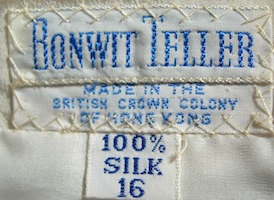 BONWIT TELLER
MADE IN THE
BRITISH CROWN COLONY
OF HONG KONG
100%
SILK
16